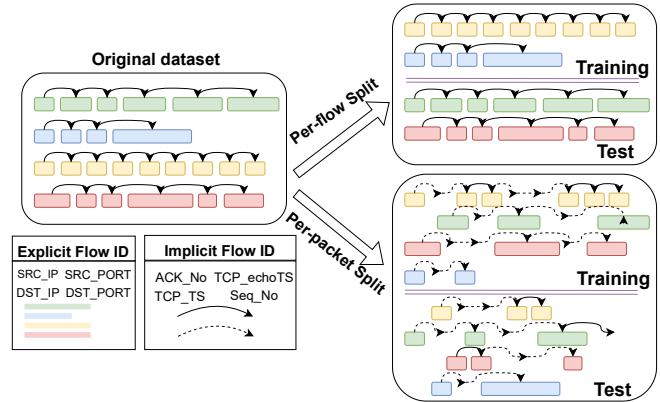 Original dataset
Per-flow Split
Training
Test
Per-packet Split
Training
Test
Explicit Flow ID
SRC_IP SRC_PORT
DST_IP DST_PORT
Implicit Flow ID
ACK_No TCP_echoTS
TCP_TS Seq_No